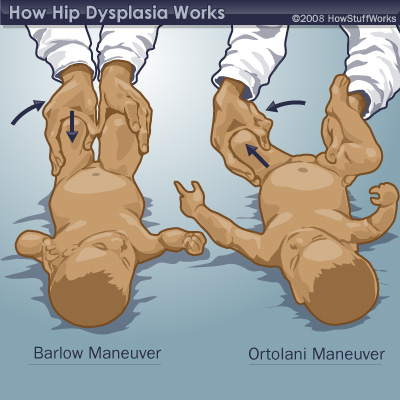 How Hip Dysplasia Works
©2008 HowStuffWorks
Barlow Maneuver
Ortolani Maneuver